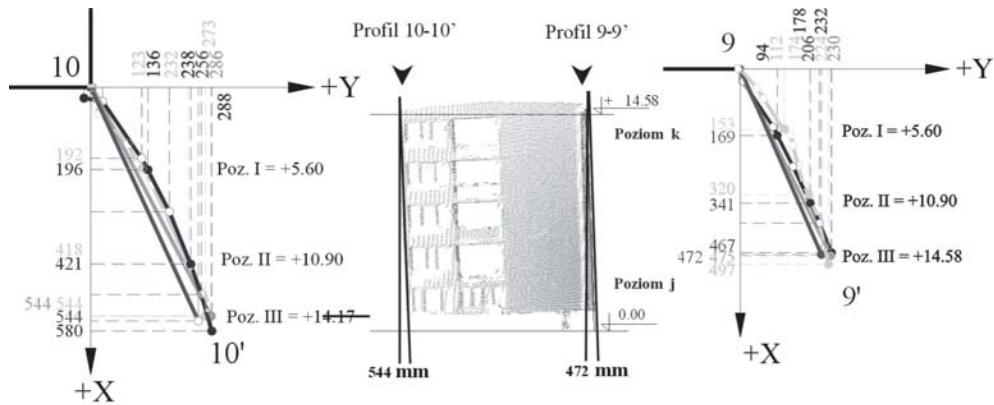 10
123
136
232
238
256
273
286
288
+Y
192
196
418
421
544 544
544
580
Poz. I = +5.60
Poz. II = +10.90
Poz. III = +14.17
10'
+X
Profil 10-10’
Profil 9-9’
+ 14.58
Poziom k
Poziom j
0.00
544 mm
472 mm
9
94
112
174
178
206
224
232
230
+Y
153
169
320
341
467
472 475
497
Poz. I = +5.60
Poz. II = +10.90
Poz. III = +14.58
9'
+X